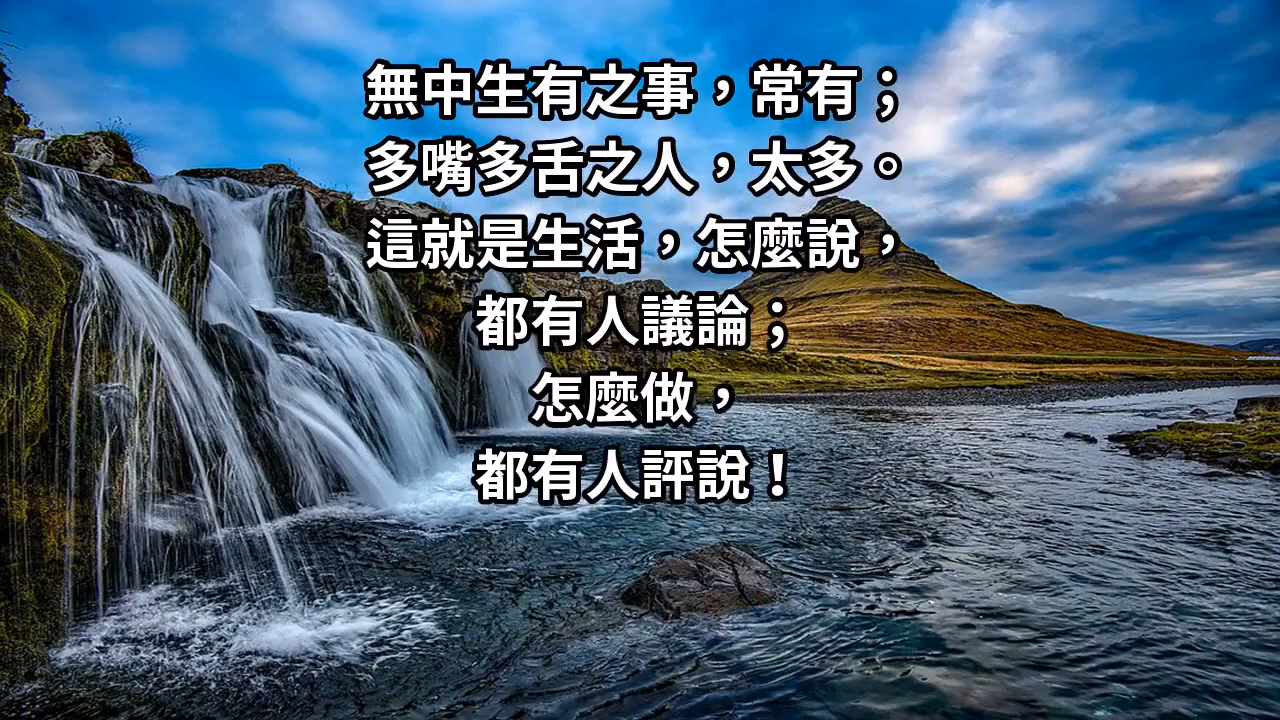 無中生有之事，常有；
多嘴多舌之人，太多。
這就是生活，怎麼說，
都有人議論；
怎麼做，
都有人評說！